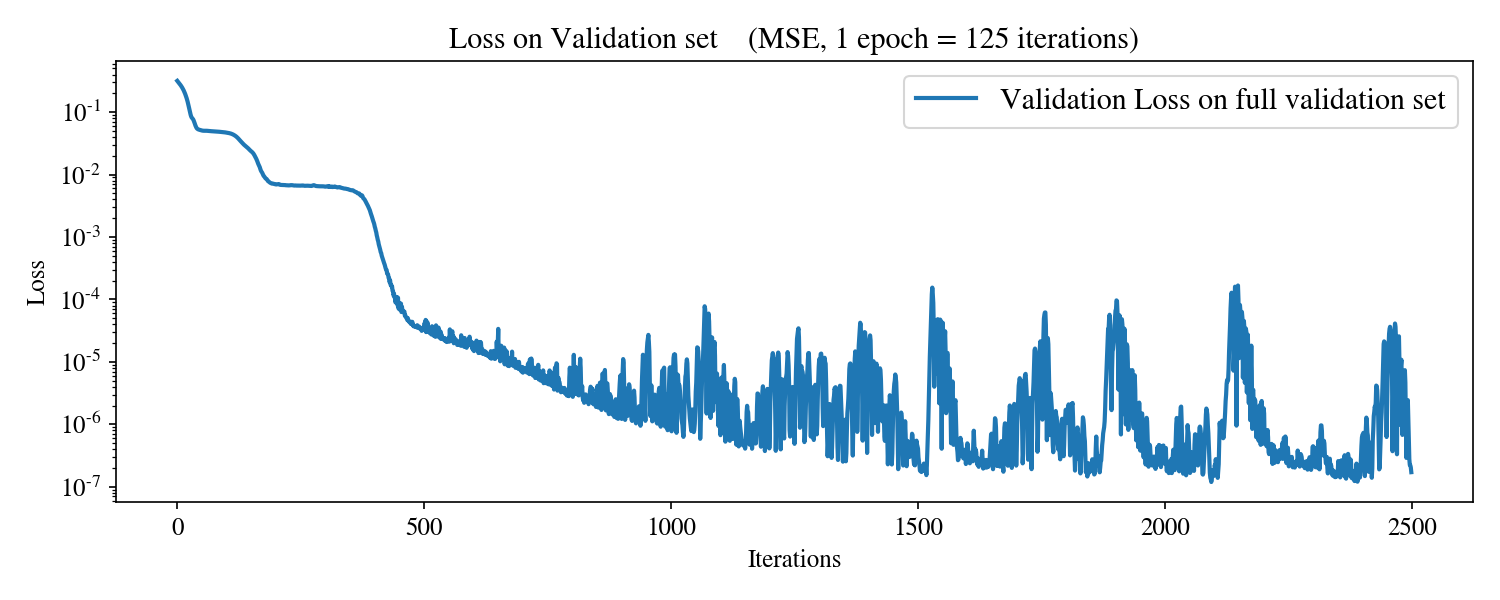 Loss on Validation set (MSE, 1 epoch = 125 iterations)
Validation Loss on full validation set
Loss
10^-1
10^-2
10^-3
10^-4
10^-5
10^-6
10^-7
0 500 1000 1500 2000 2500
Iterations